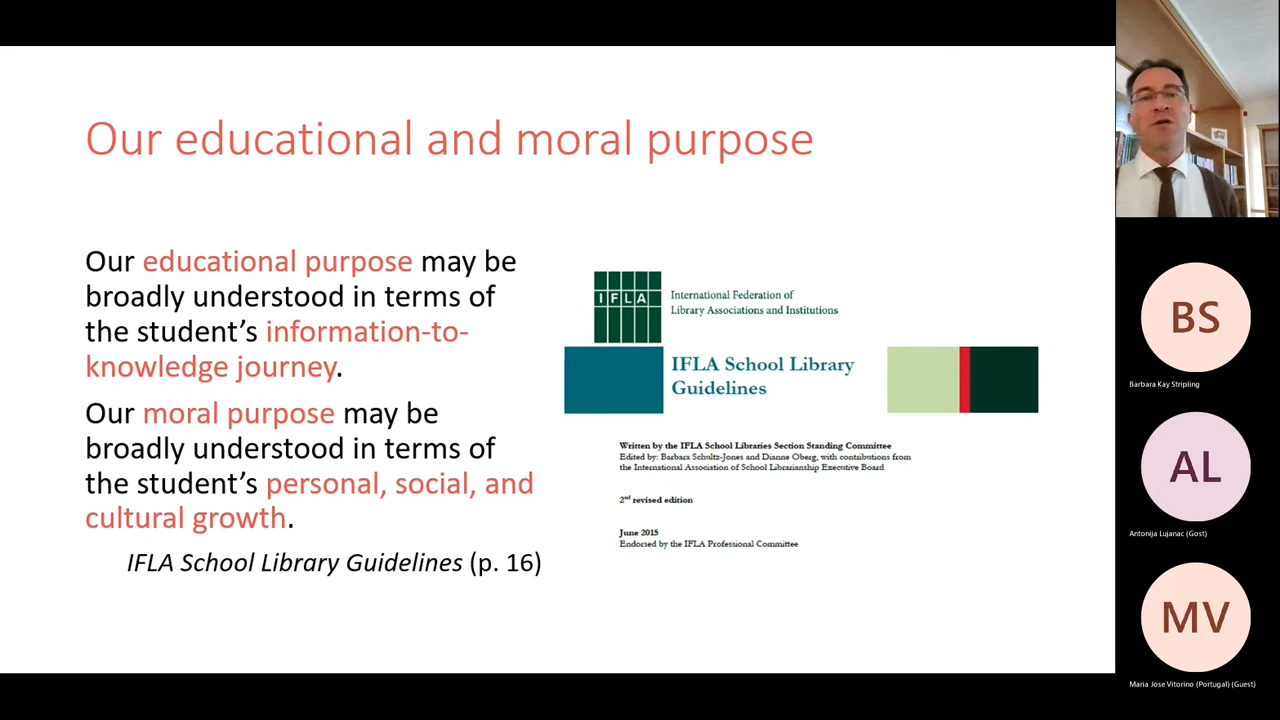 Our educational and moral purpose
Our educational purpose may be
broadly understood in terms of
the student’s information-to-
knowledge journey.
Our moral purpose may be
broadly understood in terms of
the student’s personal, social, and
cultural growth.
IFLA School Library Guidelines (p. 16)
IFLA
International Federation of
Library Associations and Institutions
IFLA School Library
Guidelines
Written by the IFLA School Libraries Section Standing Committee
Edited by: Barbara Schultz-Jones and Dianne Oberg, with contributions from
the International Association of School Librarianship Executive Board
2nd revised edition
June 2015
Endorsed by the IFLA Professional Committee
BS
Barbara Kay Stripling
AL
Antonija Lujanac (Gost)
MV
Maria Jose Vitorino (Portugal) (Guest)